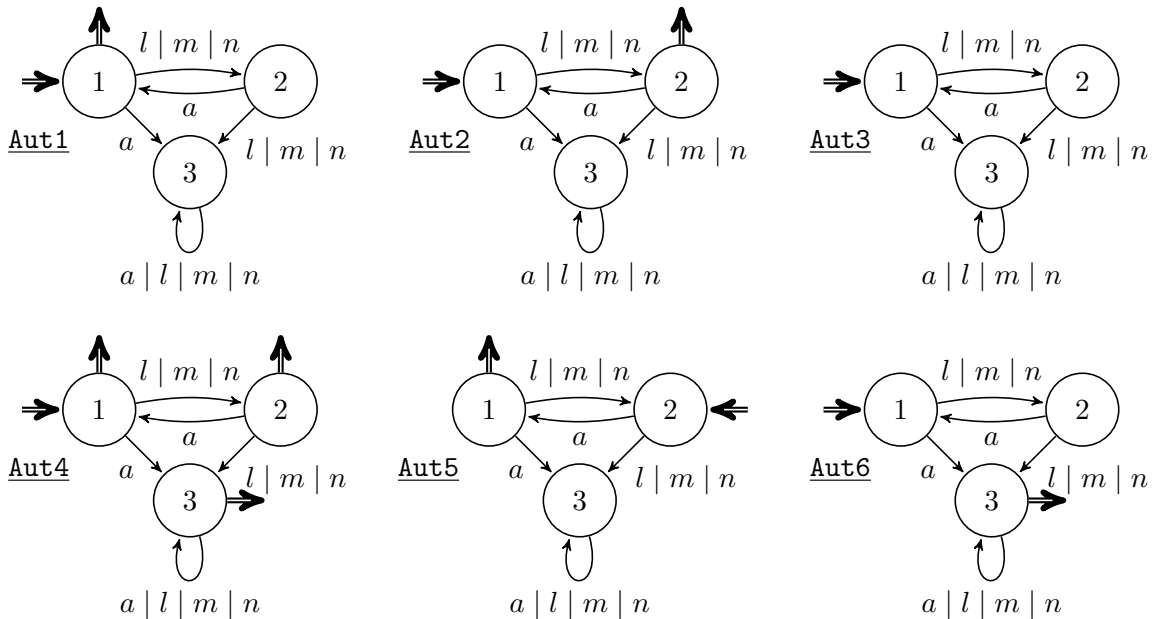 l | m | n l | m | n l | m | n
1 2 1 2 1 2
a a a
Aut1 a l | m | n Aut2 a l | m | n Aut3 a l | m | n
3 3 3
a | l | m | n a | l | m | n a | l | m | n
l | m | n l | m | n l | m | n
1 2 1 2 1 2
a a a
Aut4 a l | m | n Aut5 a l | m | n Aut6 a l | m | n
3 3 3
a | l | m | n a | l | m | n a | l | m | n